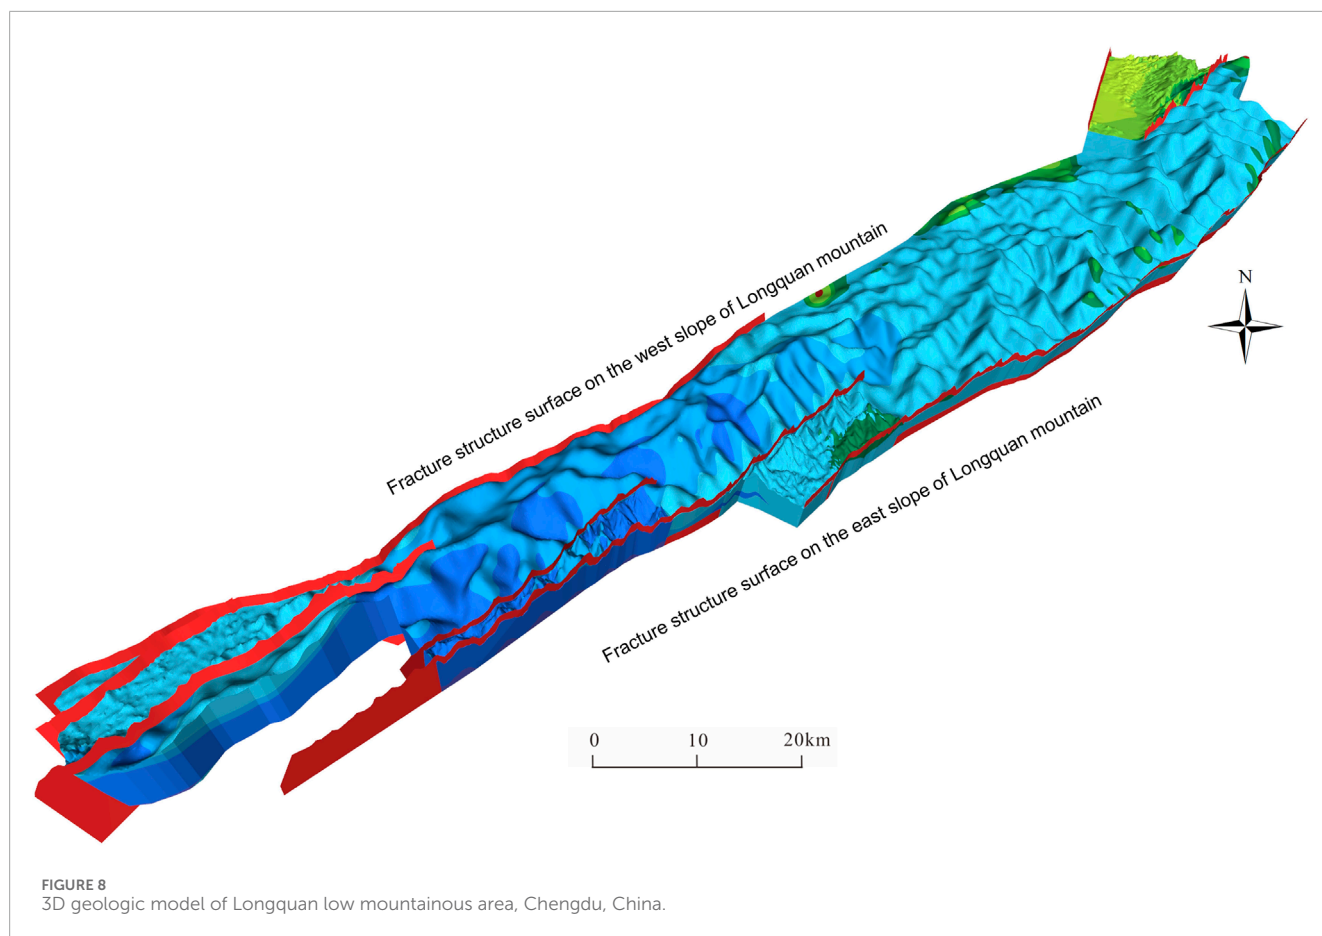 Fracture structure surface on the west slope of Longquan mountain
N
Fracture structure surface on the east slope of Longquan mountain
0 10 20km
FIGURE 8
3D geologic model of Longquan low mountainous area, Chengdu, China.